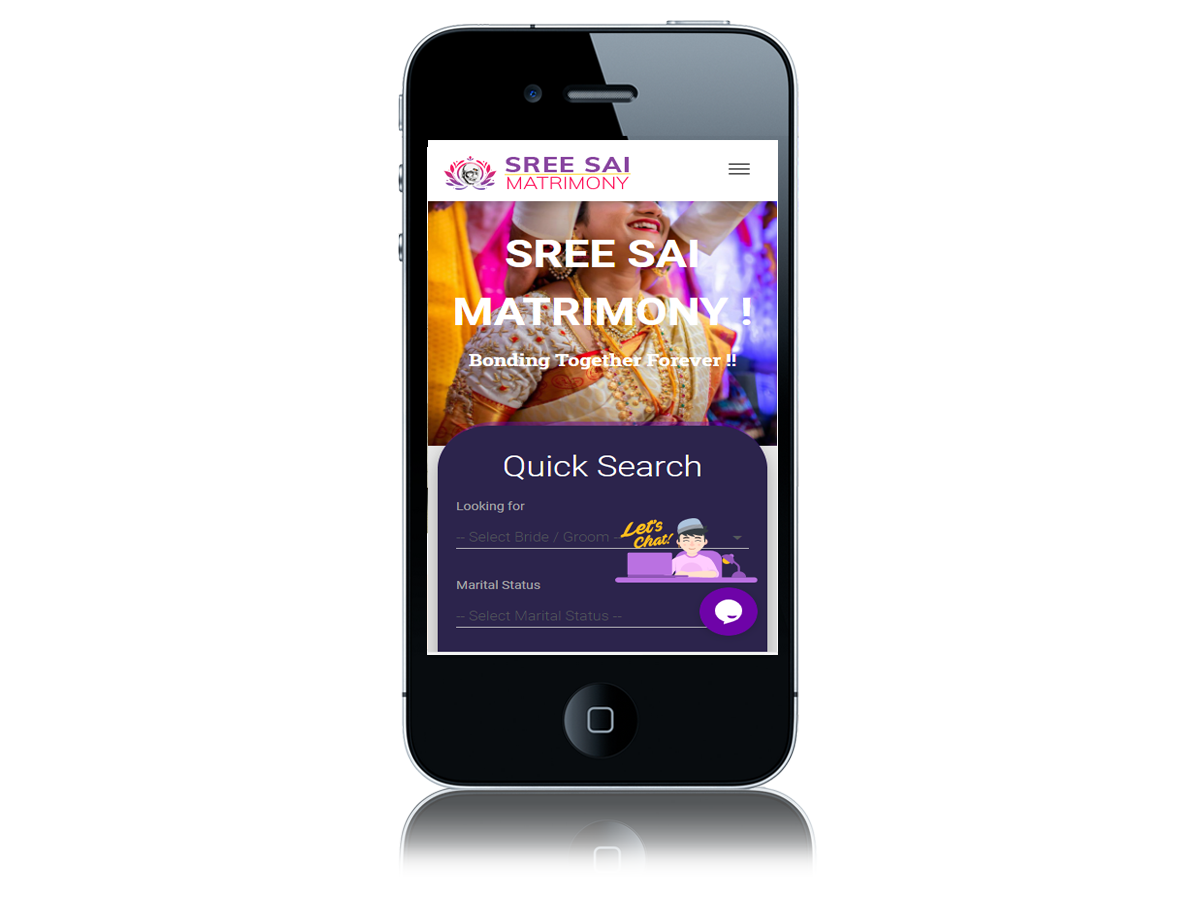 SREE SAI
MATRIMONY
SREE SAI
MATRIMONY !
Bonding Together Forever !!
Quick Search
Looking for
-- Select Bride / Groom --
Let's
Chat!
Marital Status
-- Select Marital Status --